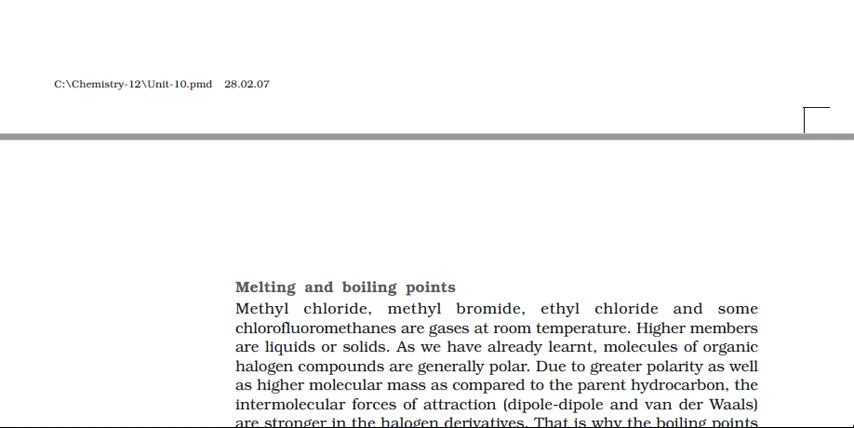 C:\Chemistry-12\Unit-10.pmd 28.02.07
Melting and boiling points
Methyl chloride, methyl bromide, ethyl chloride and some
chlorofluoromethanes are gases at room temperature. Higher members
are liquids or solids. As we have already learnt, molecules of organic
halogen compounds are generally polar. Due to greater polarity as well
as higher molecular mass as compared to the parent hydrocarbon, the
intermolecular forces of attraction (dipole-dipole and van der Waals)
are stronger in the halogen derivatives. That is why the boiling points